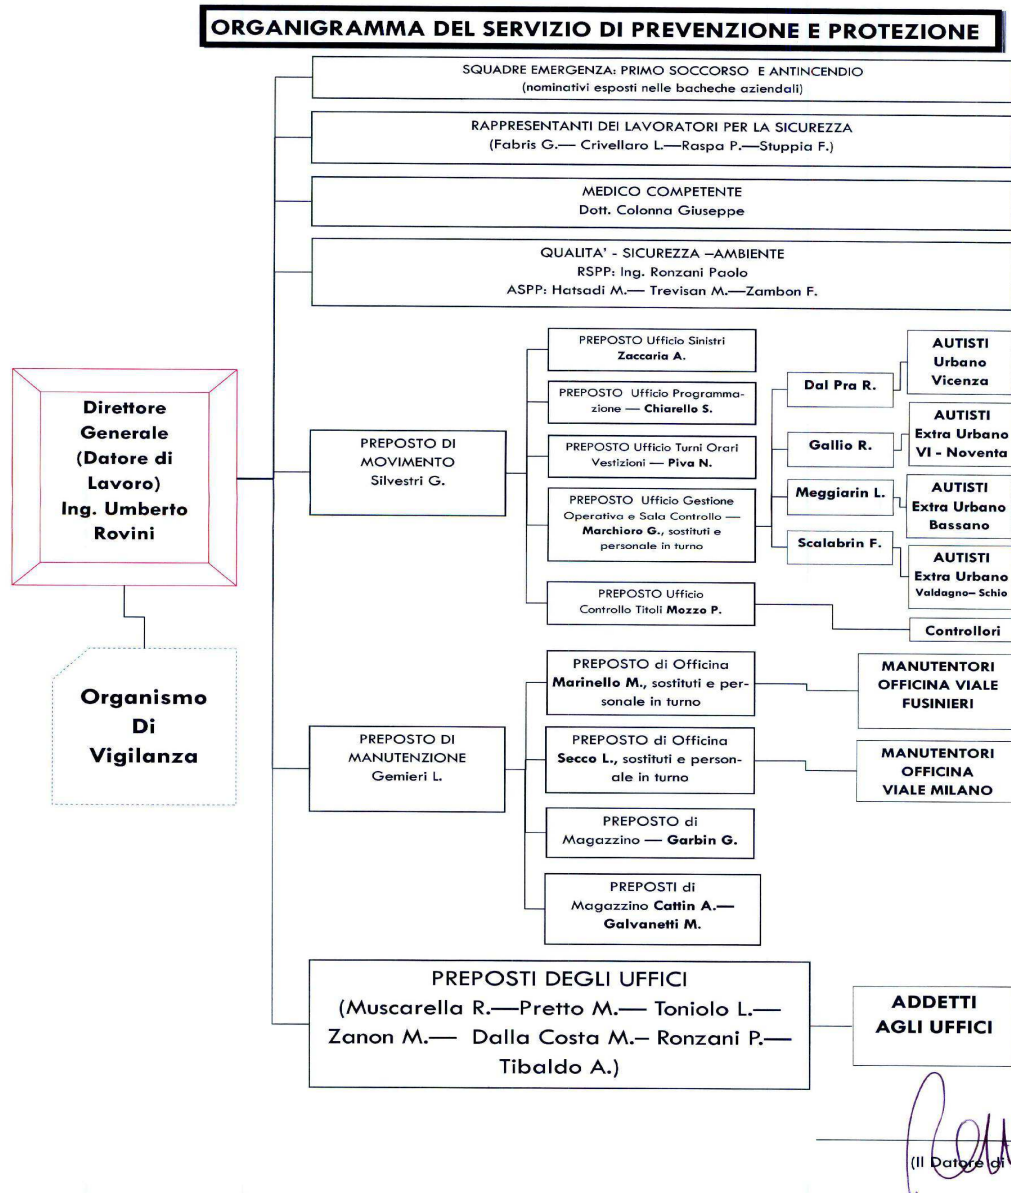 ORGANIGRAMMA DEL SERVIZIO DI PREVENZIONE E PROTEZIONE
SQUADRE EMERGENZA: PRIMO SOCCORSO E ANTINCENDIO
(nominativi esposti nelle bacheche aziendali)
RAPPRESENTANTI DEI LAVORATORI PER LA SICUREZZA
(Fabris G.— Crivellaro L.—Raspa P.—Stuppia F.)
MEDICO COMPETENTE
Dott. Colonna Giuseppe
QUALITA' - SICUREZZA –AMBIENTE
RSPP: Ing. Ronzani Paolo
ASPP: Hatsadi M.— Trevisan M.—Zambon F.
Direttore
Generale
(Datore di
Lavoro)
Ing. Umberto
Rovini
Organismo
Di
Vigilanza
PREPOSTO DI
MOVIMENTO
Silvestri G.
PREPOSTO Ufficio Sinistri
Zaccaria A.
PREPOSTO Ufficio Programma-
zione — Chiarello S.
PREPOSTO Ufficio Turni Orari
Vestizioni — Piva N.
PREPOSTO Ufficio Gestione
Operativa e Sala Controllo —
Marchioro G., sostituti e
personale in turno
PREPOSTO Ufficio
Controllo Titoli Mozzo P.
Dal Pra R.
Gallio R.
Meggiarin L.
Scalabrin F.
AUTISTI
Urbano
Vicenza
AUTISTI
Extra Urbano
VI - Noventa
AUTISTI
Extra Urbano
Bassano
AUTISTI
Extra Urbano
Valdagno– Schio
Controllori
PREPOSTO DI
MANUTENZIONE
Gemieri L.
PREPOSTO di Officina
Marinello M., sostituti e per-
sonale in turno
PREPOSTO di Officina
Secco L., sostituti e person-
ale in turno
PREPOSTO di
Magazzino — Garbin G.
PREPOSTI di
Magazzino Cattin A.—
Galvanetti M.
MANUTENTORI
OFFICINA VIALE
FUSINIERI
MANUTENTORI
OFFICINA
VIALE MILANO
PREPOSTI DEGLI UFFICI
(Muscarella R.—Pretto M.— Toniolo L.—
Zanon M.— Dalla Costa M.– Ronzani P.—
Tibaldo A.)
ADDETTI
AGLI UFFICI
(Il Datore di